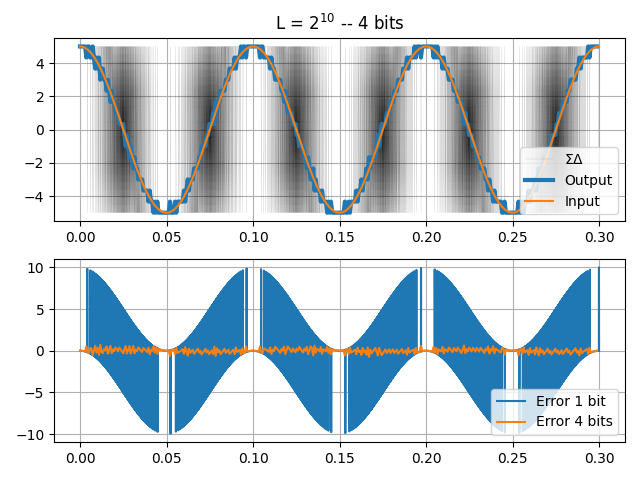 L = 2^10 -- 4 bits
4
2
0
−2
−4
ΣΔ
Output
Input
0.00 0.05 0.10 0.15 0.20 0.25 0.30
10
5
0
−5
−10
Error 1 bit
Error 4 bits
0.00 0.05 0.10 0.15 0.20 0.25 0.30